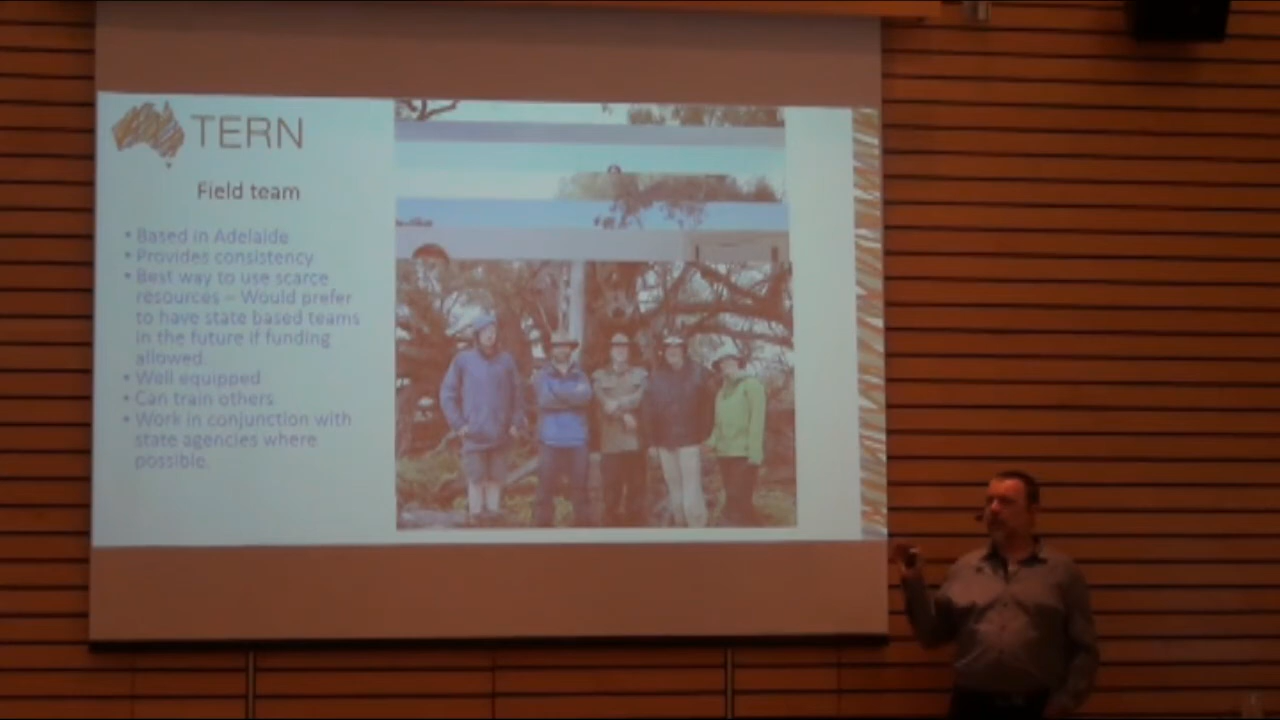 TERN
Field team
• Based in Adelaide
• Provides consistency
• Best way to use scarce
resources – Would prefer
to have state based teams
in the future if funding
allowed.
• Well equipped
• Can train others
• Work in conjunction with
state agencies where
possible.